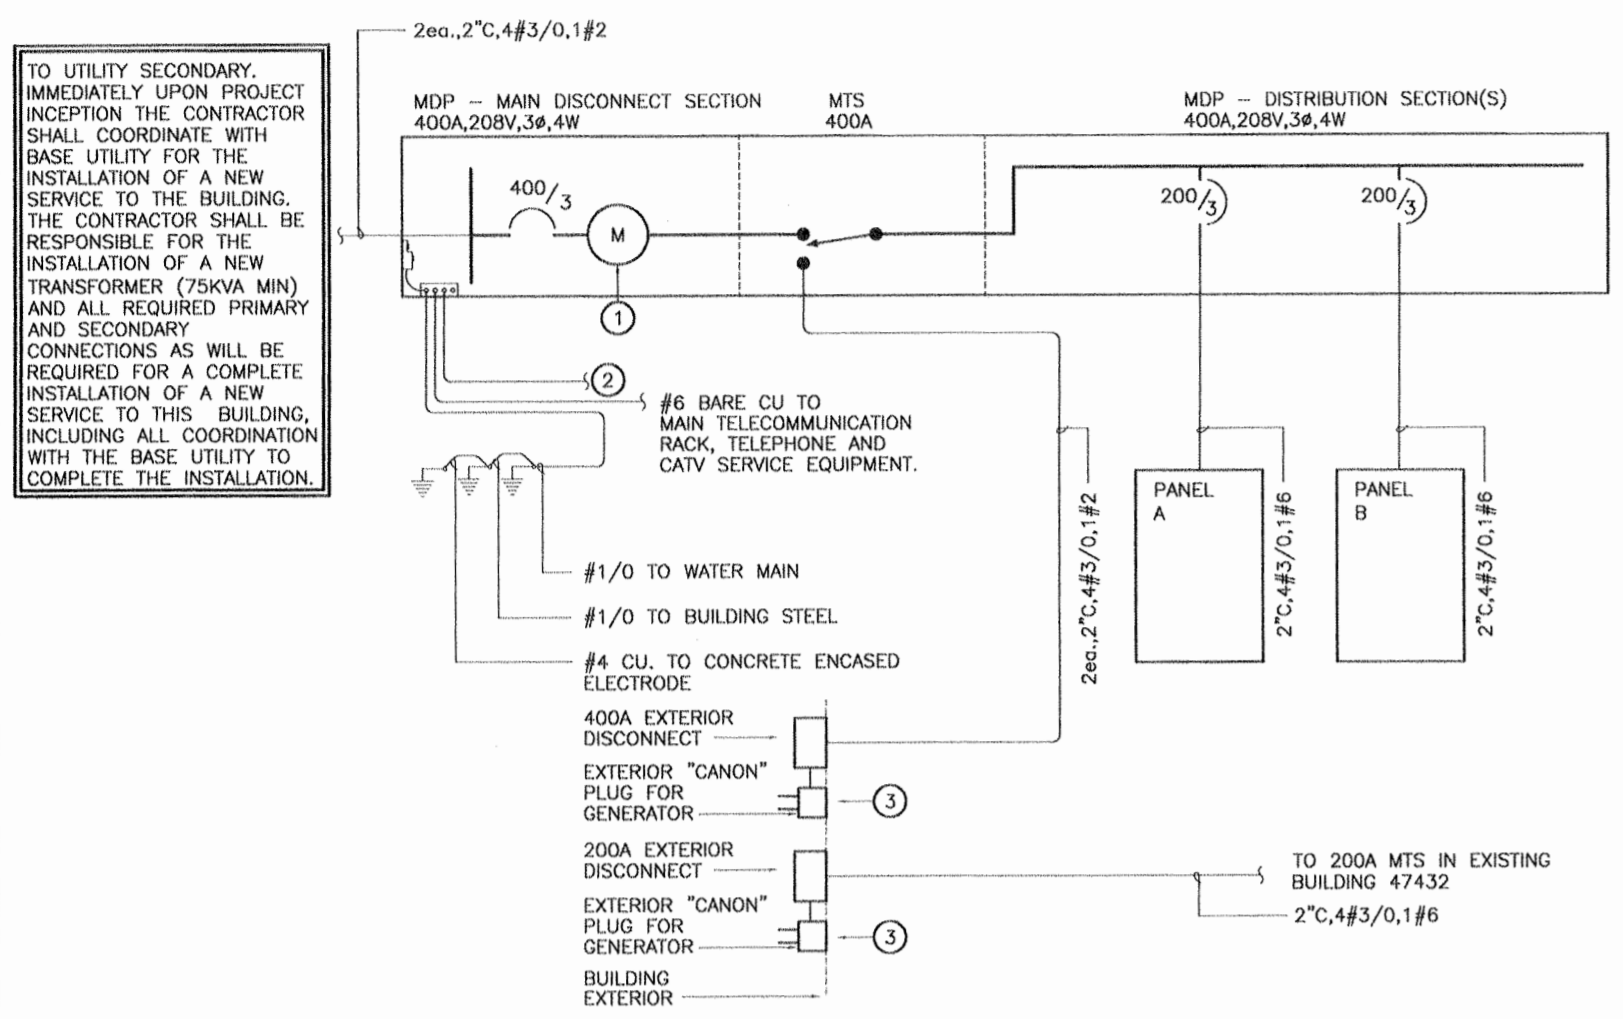 2ea.,2"C,4#3/0,1#2
TO UTILITY SECONDARY.
IMMEDIATELY UPON PROJECT
INCEPTION THE CONTRACTOR
SHALL COORDINATE WITH
BASE UTILITY FOR THE
INSTALLATION OF A NEW
SERVICE TO THE BUILDING.
THE CONTRACTOR SHALL BE
RESPONSIBLE FOR THE
INSTALLATION OF A NEW
TRANSFORMER (75KVA MIN)
AND ALL REQUIRED PRIMARY
AND SECONDARY
CONNECTIONS AS WILL BE
REQUIRED FOR A COMPLETE
INSTALLATION OF A NEW
SERVICE TO THIS BUILDING,
INCLUDING ALL COORDINATION
WITH THE BASE UTILITY TO
COMPLETE THE INSTALLATION.
MDP - MAIN DISCONNECT SECTION
400A,208V,3ø,4W
MTS
400A
MDP - DISTRIBUTION SECTION(S)
400A,208V,3ø,4W
400/3
M
200/3
200/3
1
2
#6 BARE CU TO
MAIN TELECOMMUNICATION
RACK, TELEPHONE AND
CATV SERVICE EQUIPMENT.
2ea.,2"C,4#3/0,1#2
PANEL
A
2"C,4#3/0,1#6
PANEL
B
2"C,4#3/0,1#6
#1/0 TO WATER MAIN
#1/0 TO BUILDING STEEL
#4 CU. TO CONCRETE ENCASED
ELECTRODE
400A EXTERIOR
DISCONNECT
EXTERIOR "CANON"
PLUG FOR
GENERATOR
3
200A EXTERIOR
DISCONNECT
TO 200A MTS IN EXISTING
BUILDING 47432
2"C,4#3/0,1#6
EXTERIOR "CANON"
PLUG FOR
GENERATOR
3
BUILDING
EXTERIOR